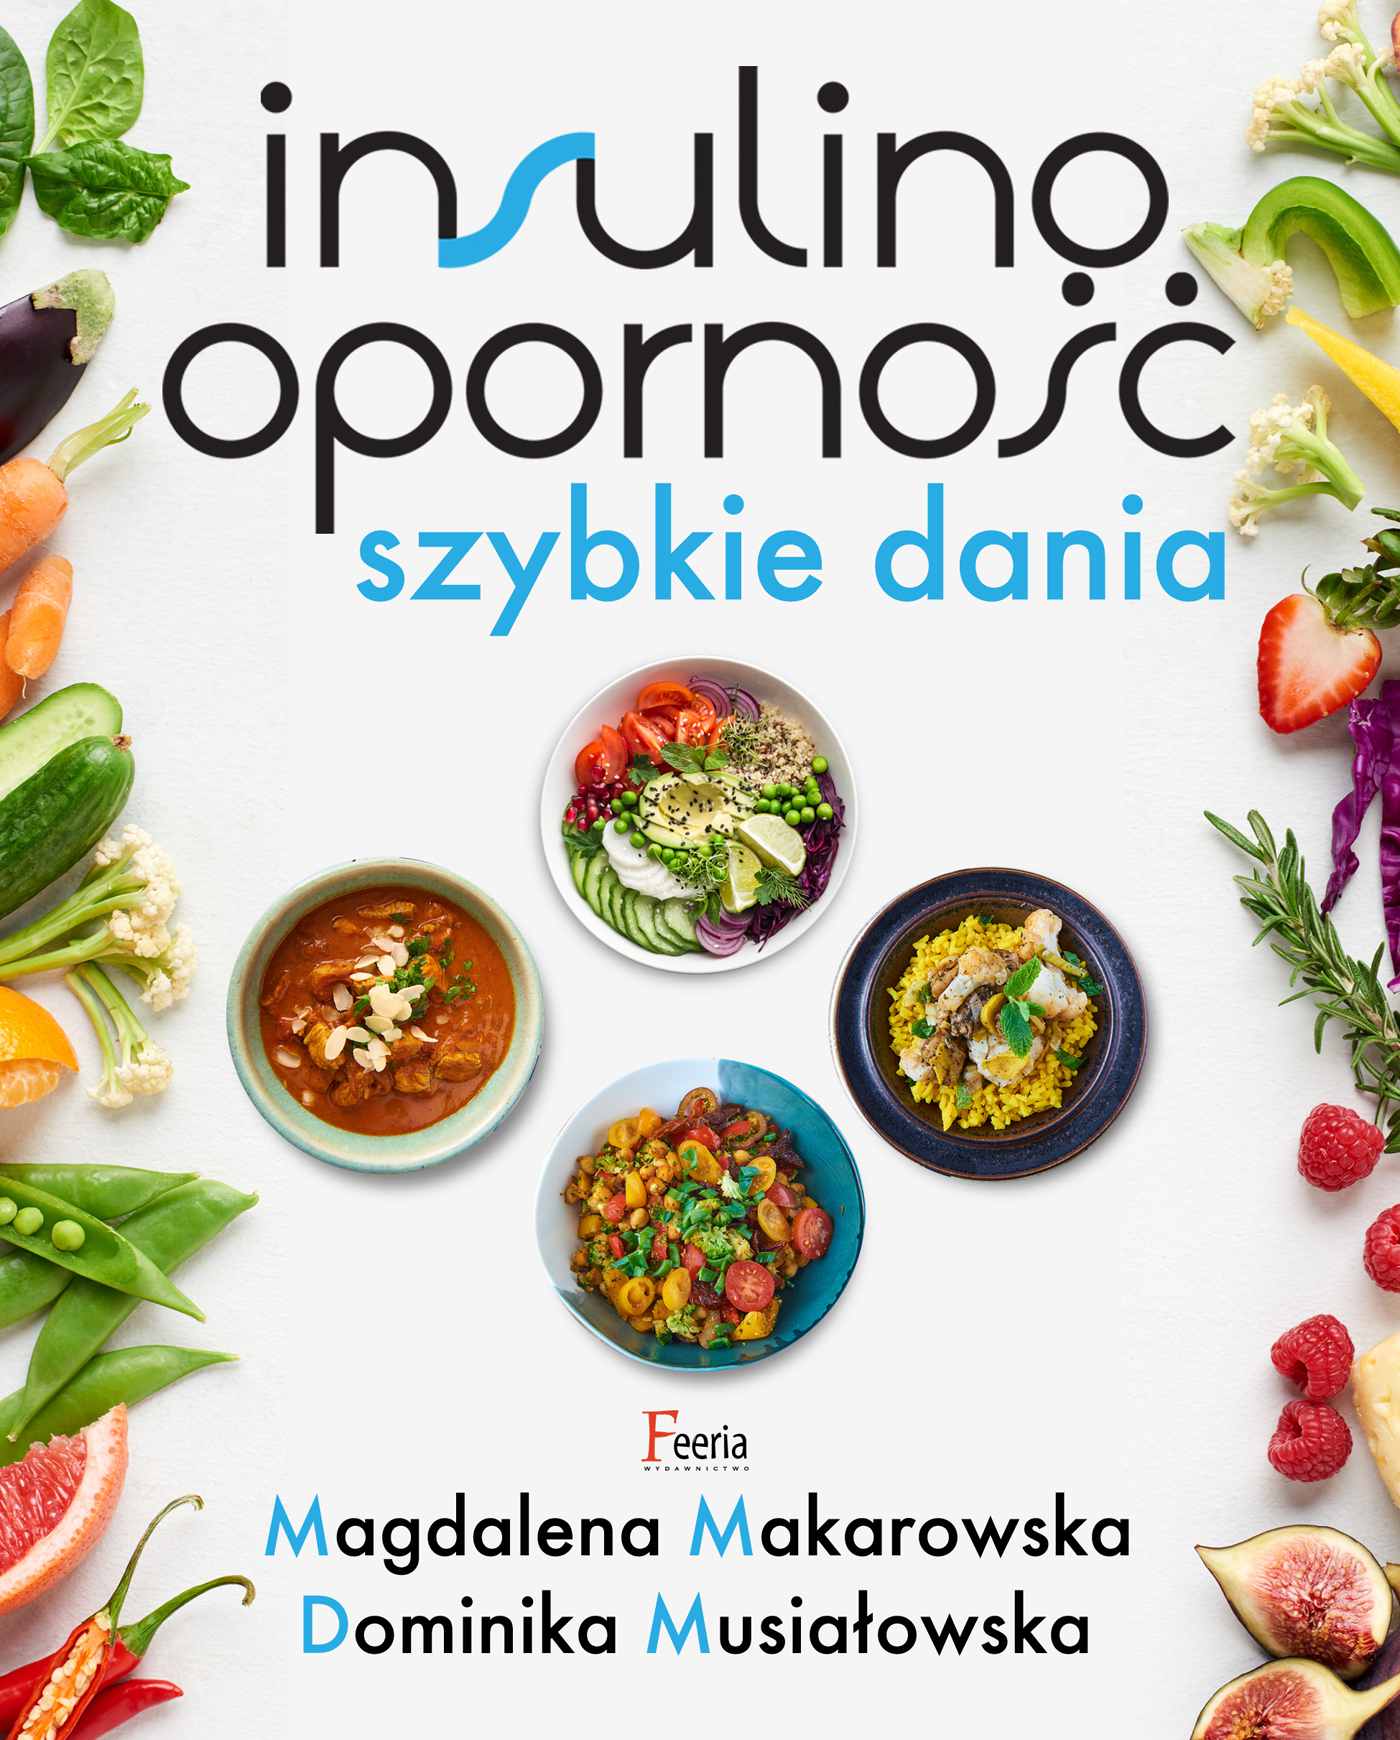 insulino
oporność
szybkie dania
Feeria
WYDAWNICTWO
Magdalena Makarowska
Dominika Musiałowska